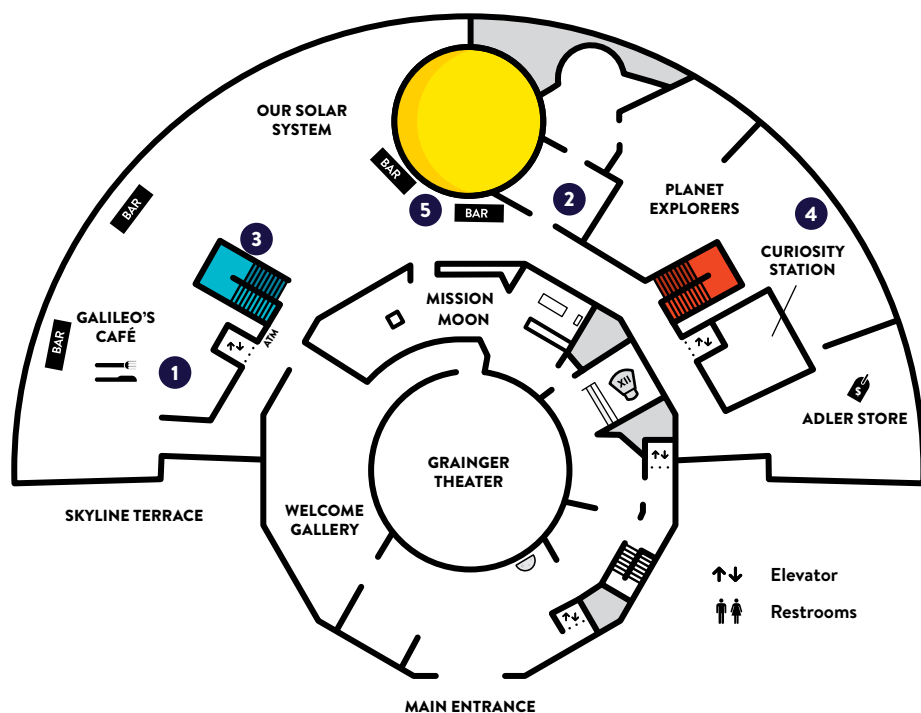 OUR SOLAR
SYSTEM
BAR
BAR
5
BAR
2
PLANET
EXPLORERS
4
3
CURIOSITY
STATION
MISSION
MOON
GALILEO'S
CAFÉ
BAR
ATM
1
XII
$
ADLER STORE
GRAINGER
THEATER
SKYLINE TERRACE
WELCOME
GALLERY
Elevator
Restrooms
MAIN ENTRANCE